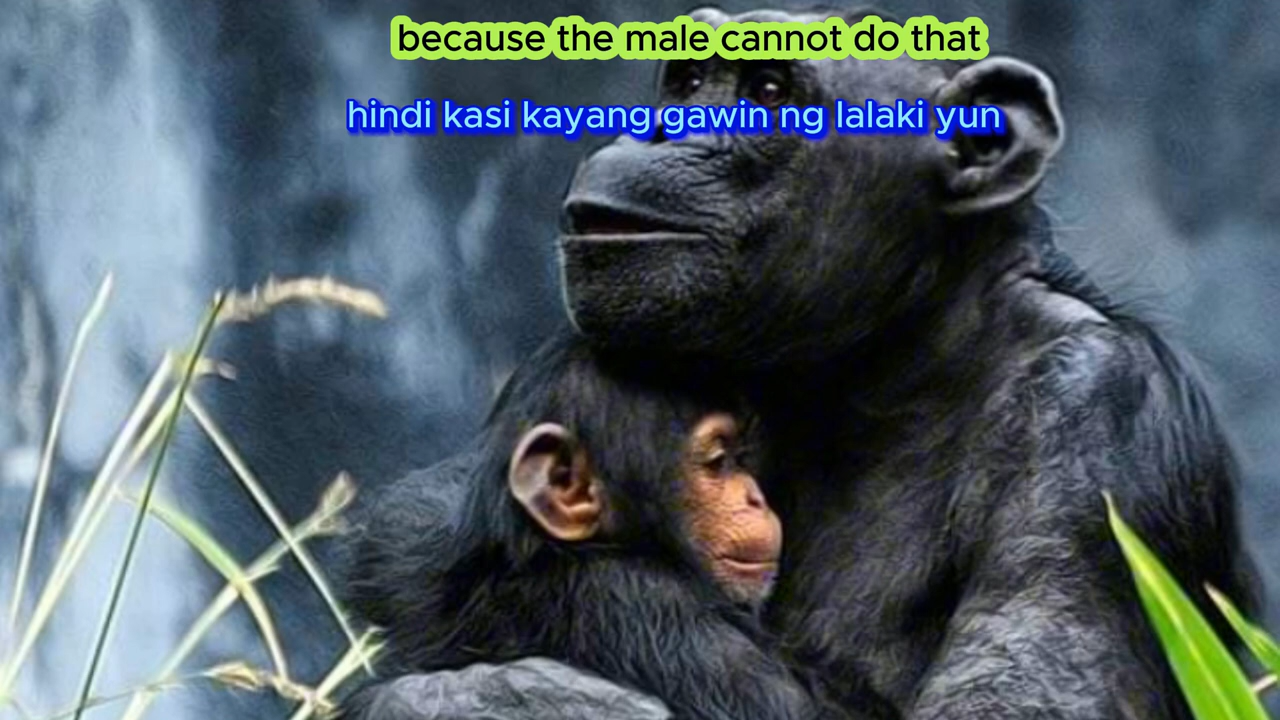 because the male cannot do that
hindi kasi kayang gawin ng lalaki yun